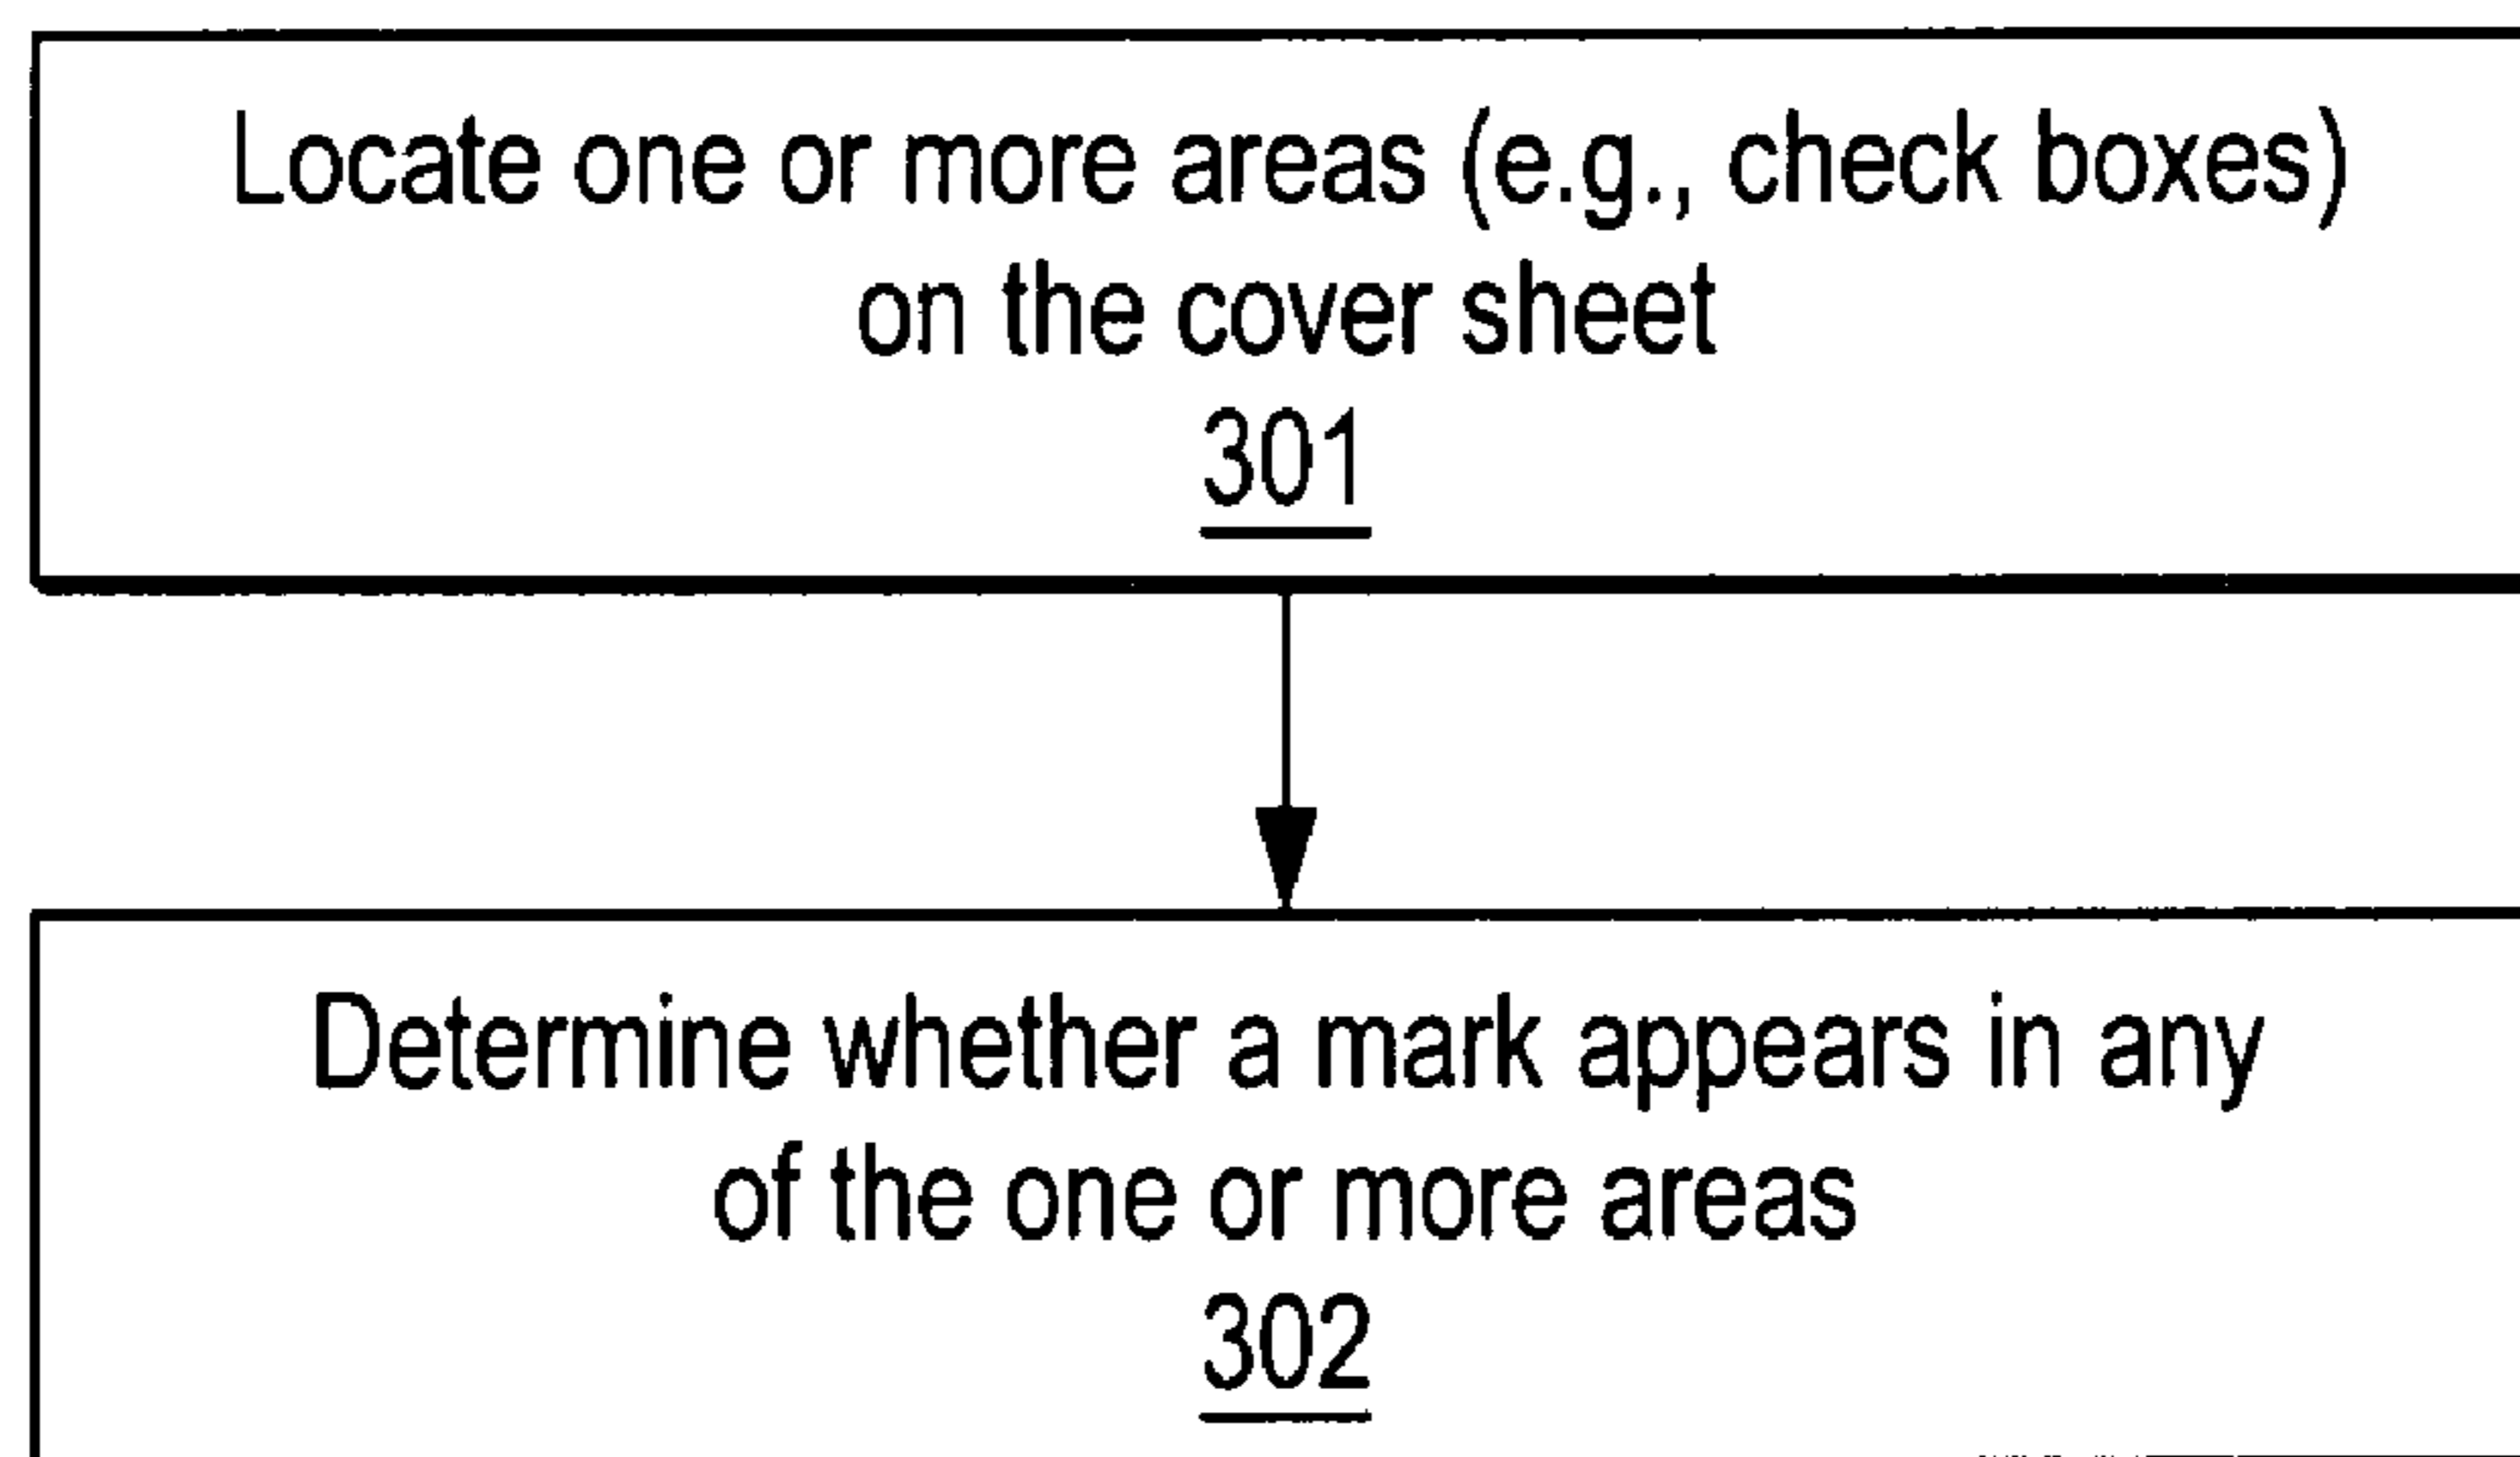 Locate one or more areas (e.g., check boxes)
on the cover sheet
301
Determine whether a mark appears in any
of the one or more areas
302